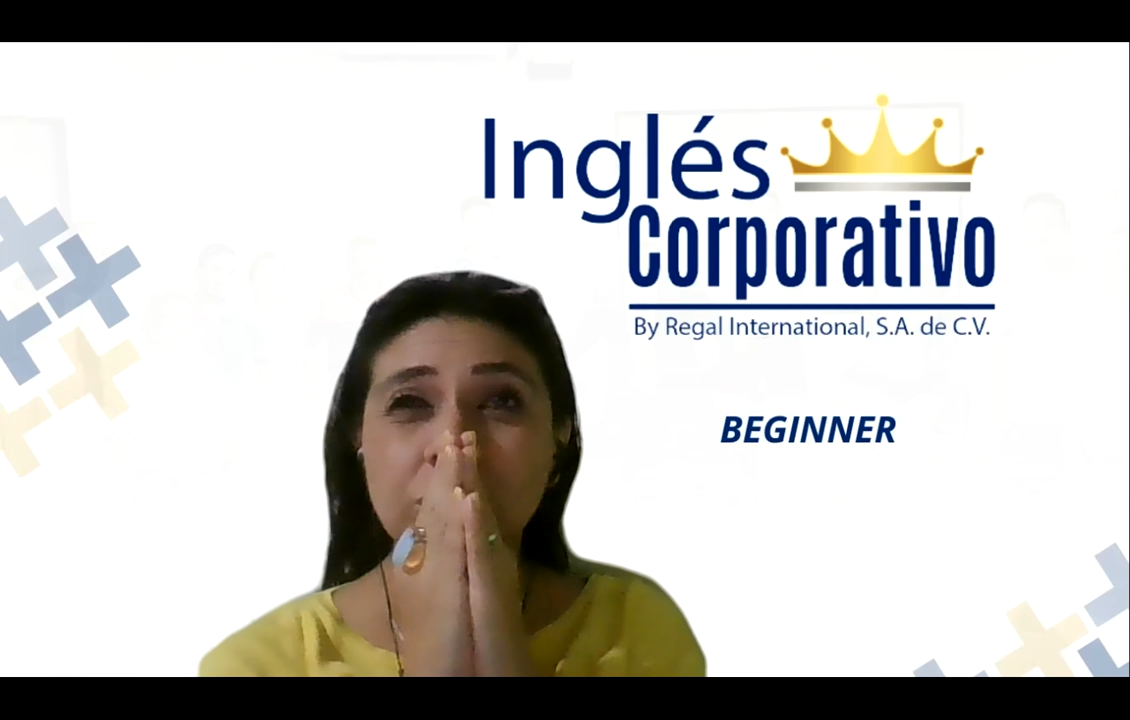 Inglés
Corporativo
By Regal International, S.A. de C.V.
BEGINNER